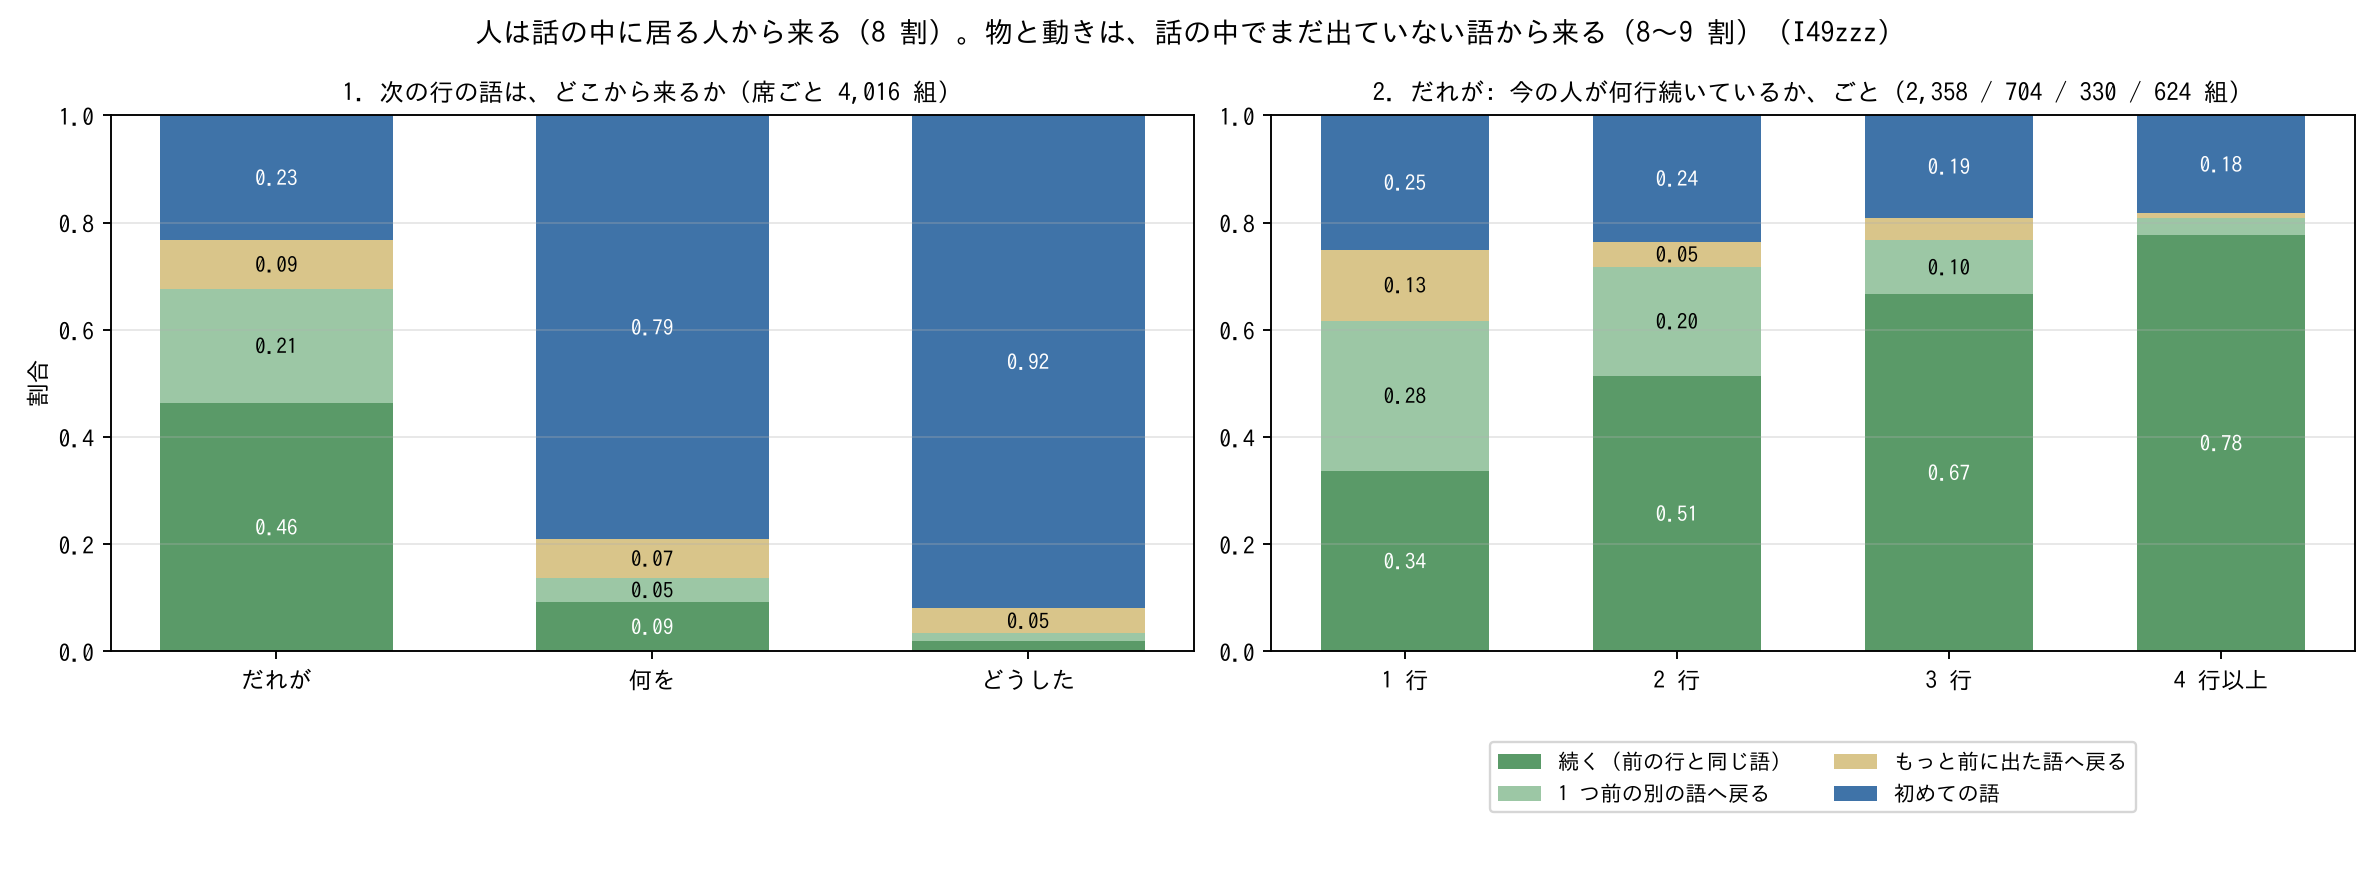 人は話の中に居る人から来る（8 割）。物と動きは、話の中でまだ出ていない語から来る（8〜9 割）（I49zzz）
1. 次の行の語は、どこから来るか（席ごと 4,016 組）
割合
1.0
0.8
0.6
0.4
0.2
0.0
0.23
0.09
0.21
0.46
0.79
0.07
0.05
0.09
0.92
0.05
だれが
何を
どうした
2. だれが: 今の人が何行続いているか、ごと（2,358 / 704 / 330 / 624 組）
1.0
0.8
0.6
0.4
0.2
0.0
0.25
0.13
0.28
0.34
0.24
0.05
0.20
0.51
0.19
0.10
0.67
0.18
0.78
1 行
2 行
3 行
4 行以上
続く（前の行と同じ語）
1 つ前の別の語へ戻る
もっと前に出た語へ戻る
初めての語